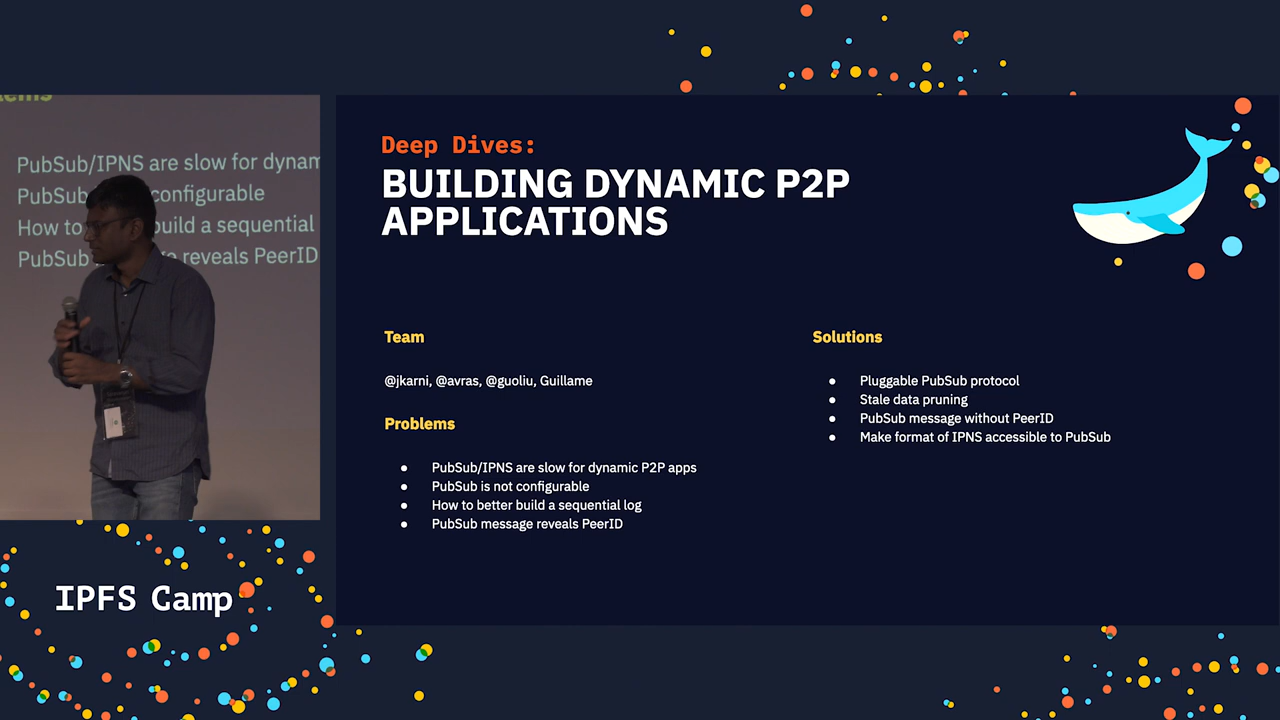 tems
PubSub/IPNS are slow for dynam
PubSub configurable
How to build a sequential
PubSub reveals PeerID
IPFS Camp
Deep Dives:
BUILDING DYNAMIC P2P
APPLICATIONS
Team
@jkarni, @avras, @guoliu, Guillame
Problems
● PubSub/IPNS are slow for dynamic P2P apps
● PubSub is not configurable
● How to better build a sequential log
● PubSub message reveals PeerID
Solutions
● Pluggable PubSub protocol
● Stale data pruning
● PubSub message without PeerID
● Make format of IPNS accessible to PubSub